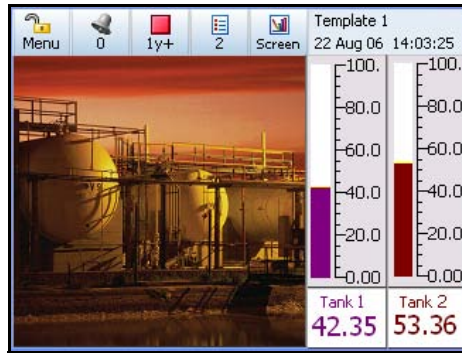 Menu
0
1y+
2
Screen
Template 1
22 Aug 06 14:03:25
100. 100.
80.0 80.0
60.0 60.0
40.0 40.0
20.0 20.0
0.00 0.00
Tank 1 Tank 2
42.35 53.36